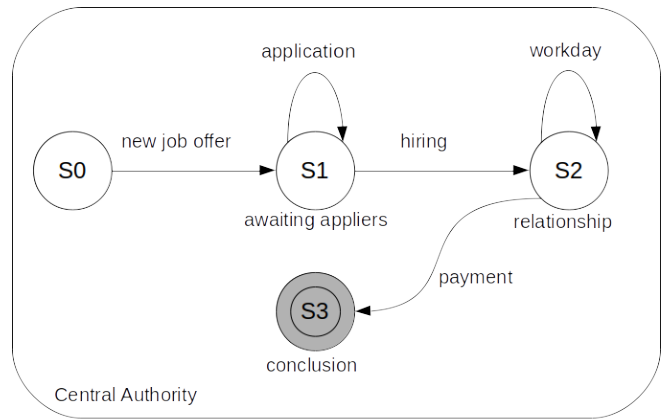 application
workday
new job offer
hiring
S0
S1
S2
awaiting appliers
relationship
payment
S3
conclusion
Central Authority